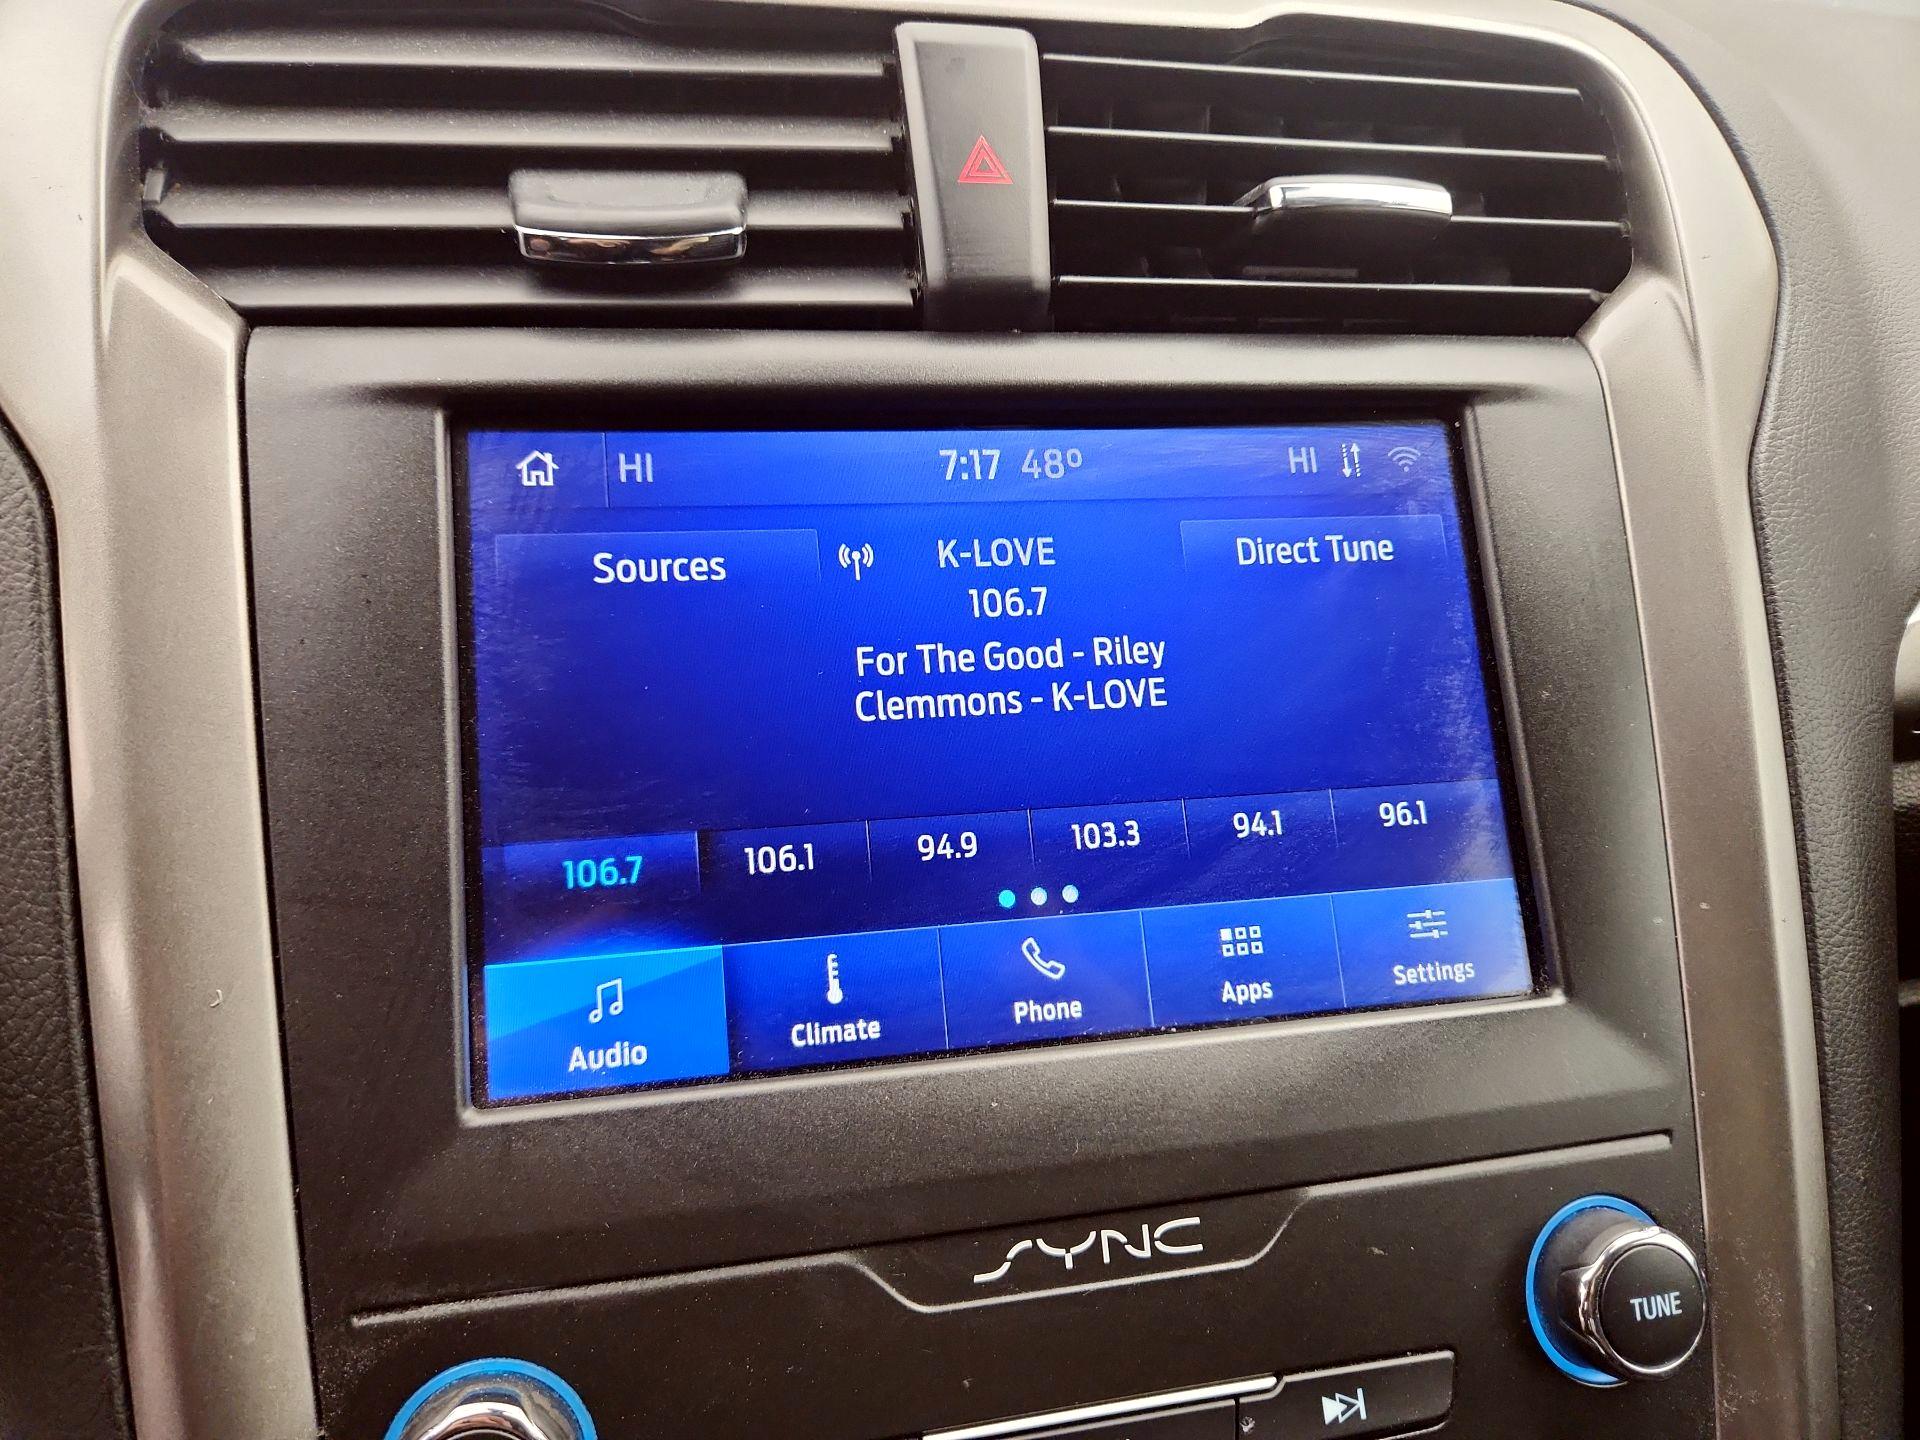 HI 7:17 48° HI
Sources K-LOVE Direct Tune
106.7
For The Good - Riley
Clemmons - K-LOVE
106.7 106.1 94.9 103.3 94.1 96.1
Audio Climate Phone Apps Settings
SYNC
TUNE